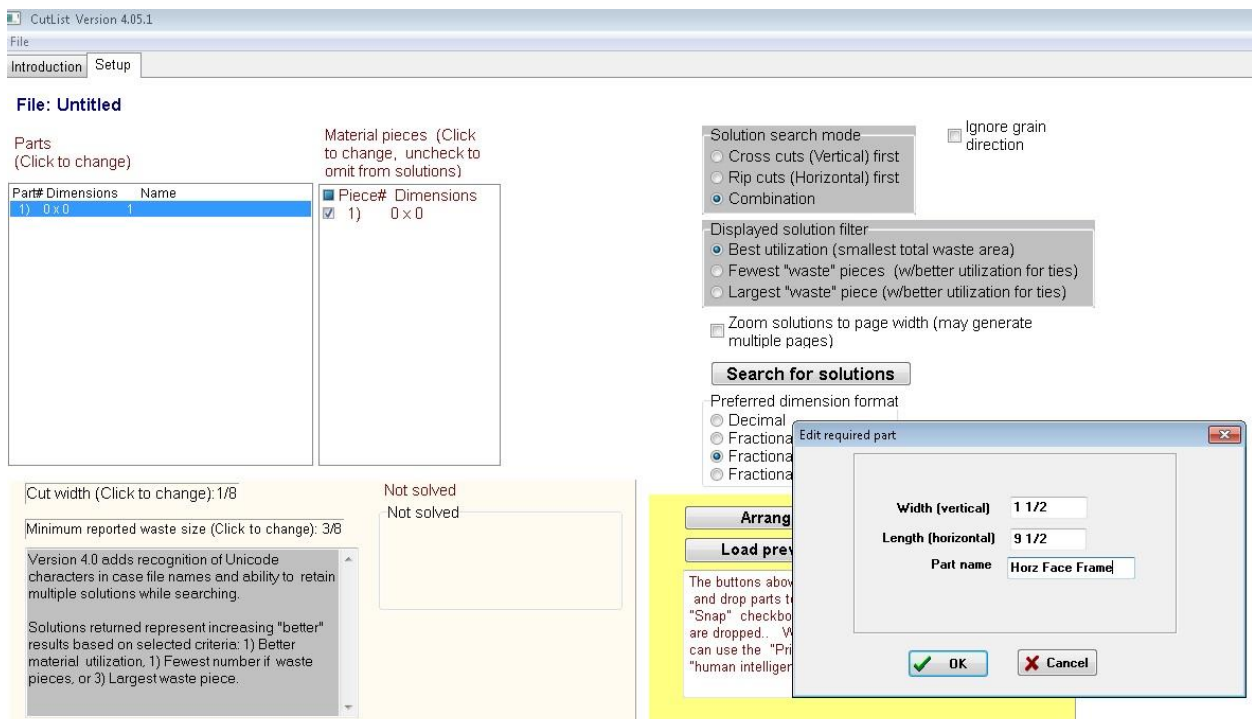 CutList Version 4.05.1
File
Introduction
Setup
File: Untitled
Parts
(Click to change)
Part# Dimensions Name
1) 0 x 0 1
Material pieces (Click
to change, uncheck to
omit from solutions)
Piece# Dimensions
1) 0 x 0
Solution search mode
Cross cuts (Vertical) first
Rip cuts (Horizontal) first
Combination
Ignore grain
direction
Displayed solution filter
Best utilization (smallest total waste area)
Fewest "waste" pieces (w/better utilization for ties)
Largest "waste" piece (w/better utilization for ties)
Zoom solutions to page width (may generate
multiple pages)
Search for solutions
Preferred dimension format
Decimal
Fractiona
Fractiona
Fractiona
Cut width (Click to change): 1/8
Minimum reported waste size (Click to change): 3/8
Version 4.0 adds recognition of Unicode
characters in case file names and ability to retain
multiple solutions while searching.
Solutions returned represent increasing "better"
results based on selected criteria: 1) Better
material utilization, 1) Fewest number if waste
pieces, or 3) Largest waste piece.
Not solved
Not solved
Arrang
Load prev
The buttons abov
and drop parts t
"Snap" checkbo
are dropped.. W
can use the "Pri
"human intelliger
Edit required part
Width (vertical) 1 1/2
Length (horizontal) 9 1/2
Part name Horz Face Frame
OK
Cancel